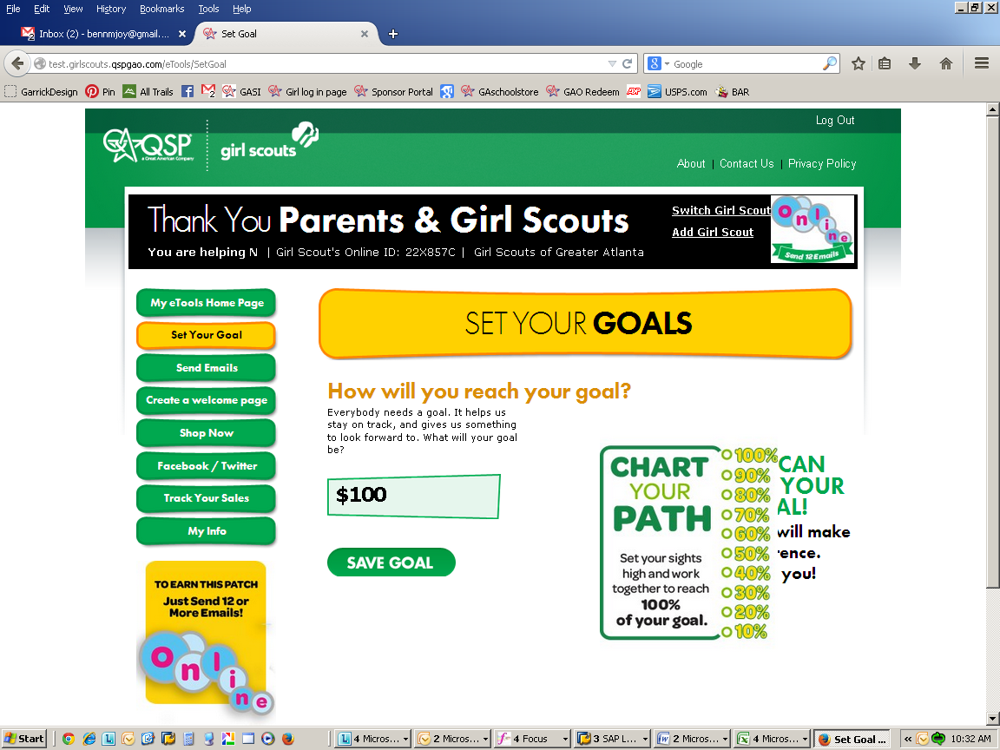 File Edit View History Bookmarks Tools Help
Inbox (2) - bennmjoy@gmail.... × Set Goal × +
test.girlscouts.qspgao.com/eTools/SetGoal
Google
GarrickDesign Pin All Trails GASI Girl log in page Sponsor Portal GAschoolstore GAO Redeem ADP USPS.com BAR
Log Out
QSP
a Great American Company
girl scouts
About | Contact Us | Privacy Policy
Thank You Parents & Girl Scouts
You are helping N | Girl Scout's Online ID: 22X857C | Girl Scouts of Greater Atlanta
Switch Girl Scout
Add Girl Scout
Online
Send 12 Emails
My eTools Home Page
Set Your Goal
Send Emails
Create a welcome page
Shop Now
Facebook / Twitter
Track Your Sales
My Info
TO EARN THIS PATCH
Just Send 12 or
More Emails!
Online
SET YOUR GOALS
How will you reach your goal?
Everybody needs a goal. It helps us
stay on track, and gives us something
to look forward to. What will your goal
be?
$100
SAVE GOAL
CHART
YOUR
PATH
Set your sights
high and work
together to reach
100%
of your goal.
100%
90%
80%
70%
60%
50%
40%
30%
20%
10%
CAN
YOUR
AL!
will make
rence.
you!
Start 4 Micros... 2 Micros... 4 Focus 3 SAP L... 2 Micros... 4 Micros... Set Goal ... « 10:32 AM